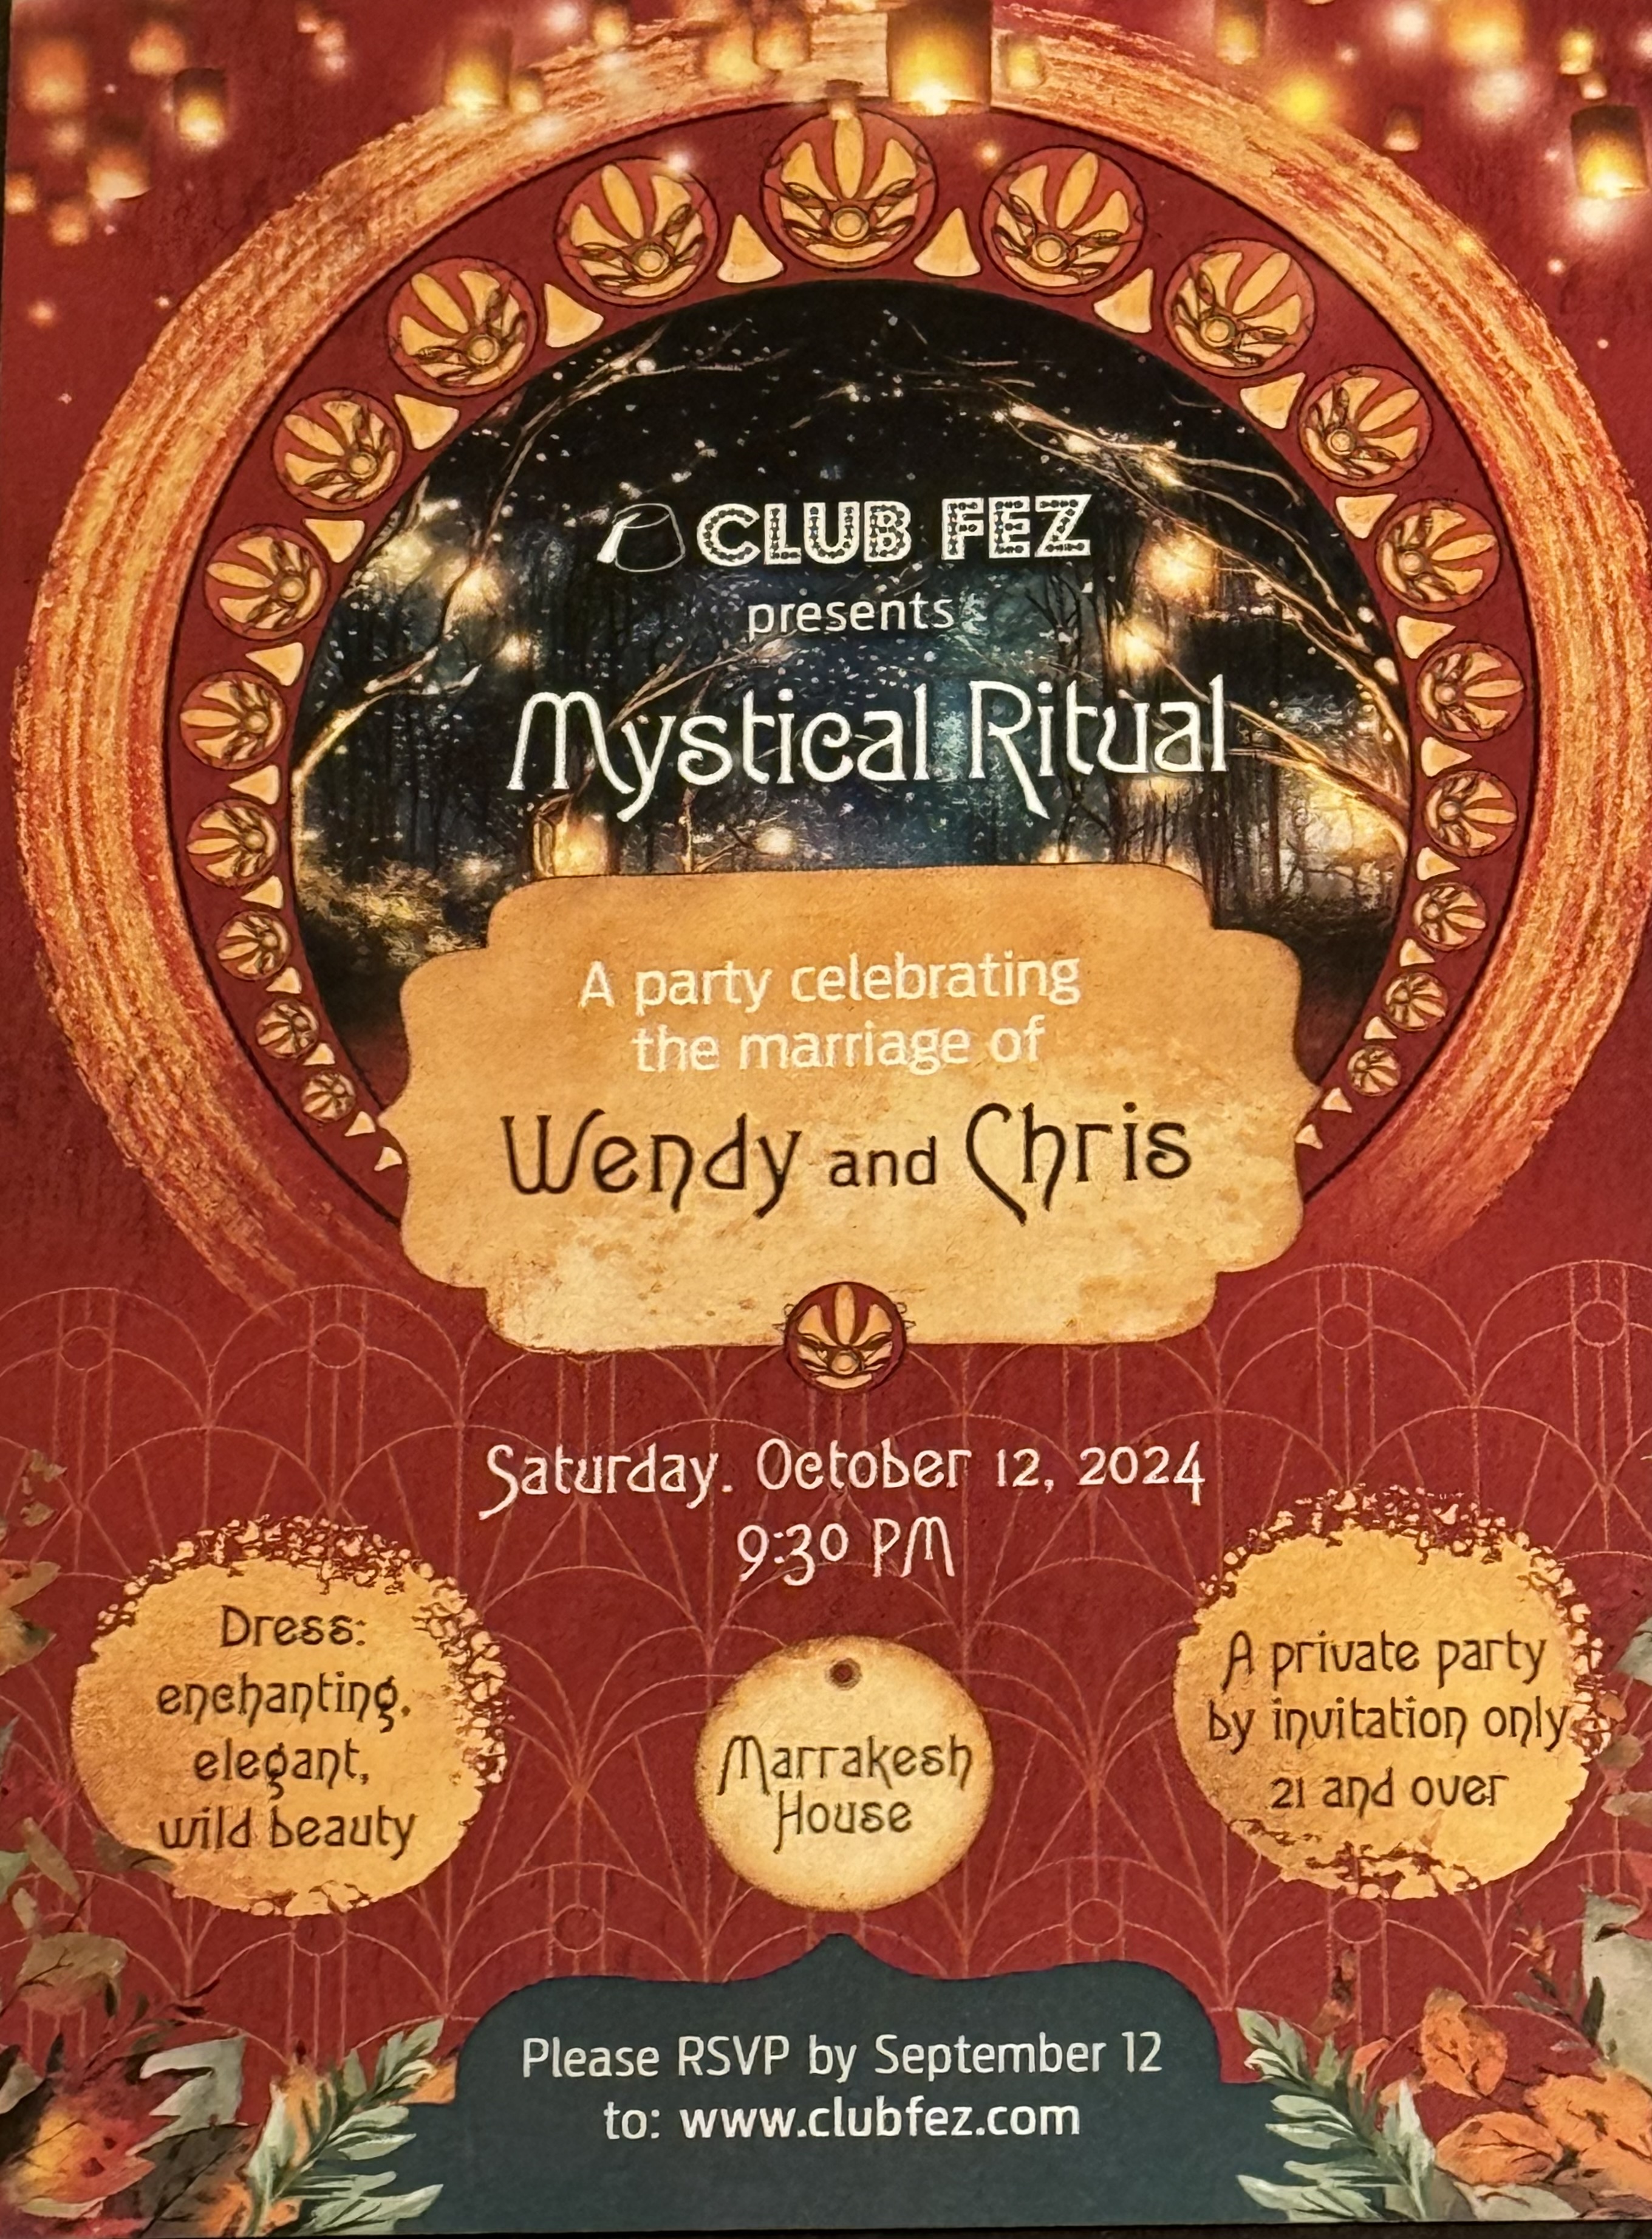 CLUB FEZ
presents
Mystical Ritual
A party celebrating
the marriage of
Wendy and Chris
Saturday, October 12, 2024
9:30 PM
Dress:
enchanting,
elegant,
wild beauty
Marrakesh
House
A private party
by invitation only
21 and over
Please RSVP by September 12
to: www.clubfez.com